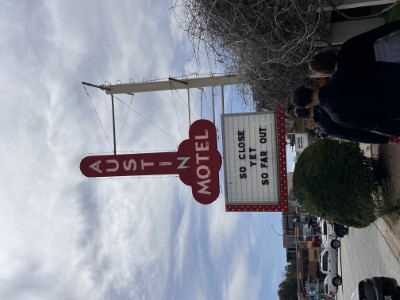 AUSTIN
MOTEL
SO CLOSE
YET
SO FAR OUT